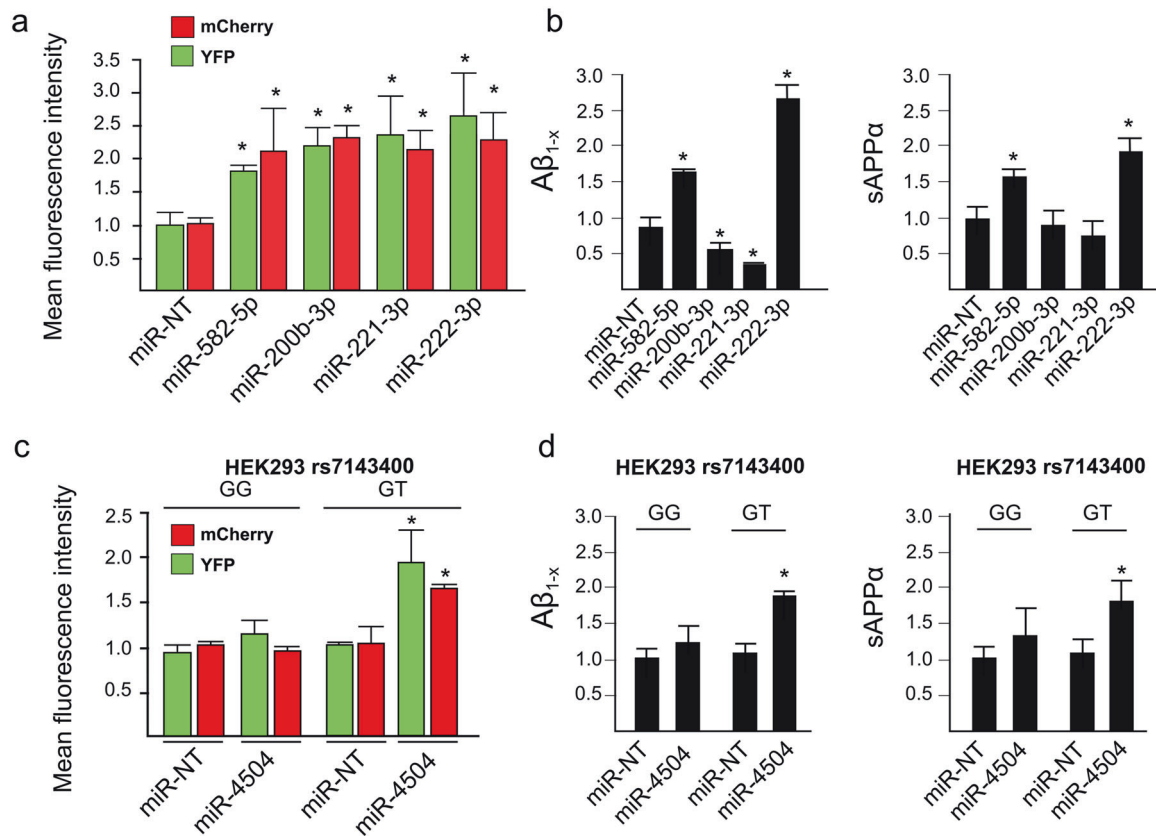 a
mCherry
YFP
Mean fluorescence intensity
3.5
3.0
2.5
2.0
1.5
1.0
0.5
* * * * * * * *
miR-NT
miR-582-5p
miR-200b-3p
miR-221-3p
miR-222-3p
b
Aβ1-x
3.0
2.5
2.0
1.5
1.0
0.5
* * * *
miR-NT
miR-582-5p
miR-200b-3p
miR-221-3p
miR-222-3p
sAPPα
3.0
2.5
2.0
1.5
1.0
0.5
* *
miR-NT
miR-582-5p
miR-200b-3p
miR-221-3p
miR-222-3p
c
HEK293 rs7143400
GG GT
mCherry
YFP
Mean fluorescence intensity
2.5
2.0
1.5
1.0
0.5
* *
miR-NT
miR-4504
miR-NT
miR-4504
d
HEK293 rs7143400
GG GT
Aβ1-x
3.0
2.5
2.0
1.5
1.0
0.5
*
miR-NT
miR-4504
miR-NT
miR-4504
HEK293 rs7143400
GG GT
sAPPα
3.0
2.5
2.0
1.5
1.0
0.5
*
miR-NT
miR-4504
miR-NT
miR-4504